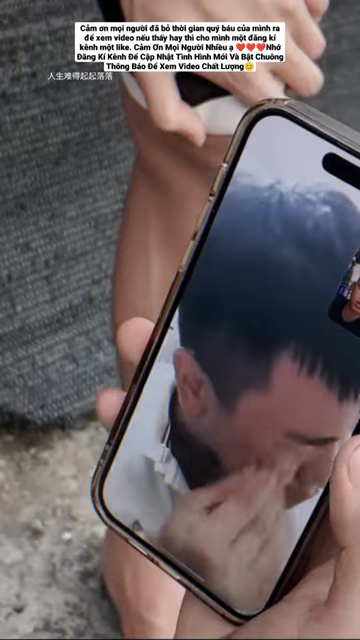 Cảm ơn mọi người đã bỏ thời gian quý báu của mình ra
để xem video nếu thấy hay thì cho mình một đăng kí
kênh một like. Cảm Ơn Mọi Người Nhiều ạ ❤️❤️❤️Nhớ
Đăng Kí Kênh Để Cập Nhật Tình Hình Mới Và Bật Chuông
Thông Báo Để Xem Video Chất Lượng😊
人生难得起起落落